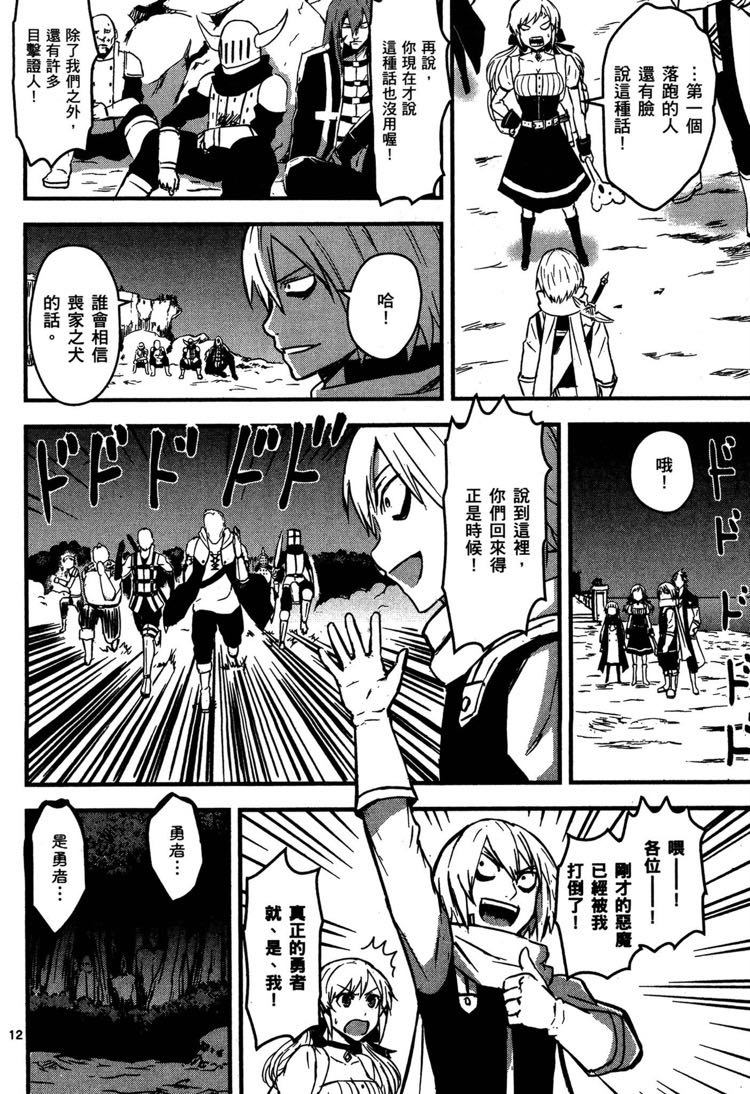 …第一個
落跑的人
還有臉
說這種話！
再說，
你現在才說
這種話也沒用喔！
除了我們之外，
還有許多
目擊證人！
哈！
誰會相信
喪家之犬
的話。
哦！
ドドド
說到這裡，
你們回來得
正是時候！
ドドドドド
喂——！
各位——！
剛才的惡魔
已經被我
打倒了！
真正的勇者
就、是、我！
勇者…
是勇者…
12